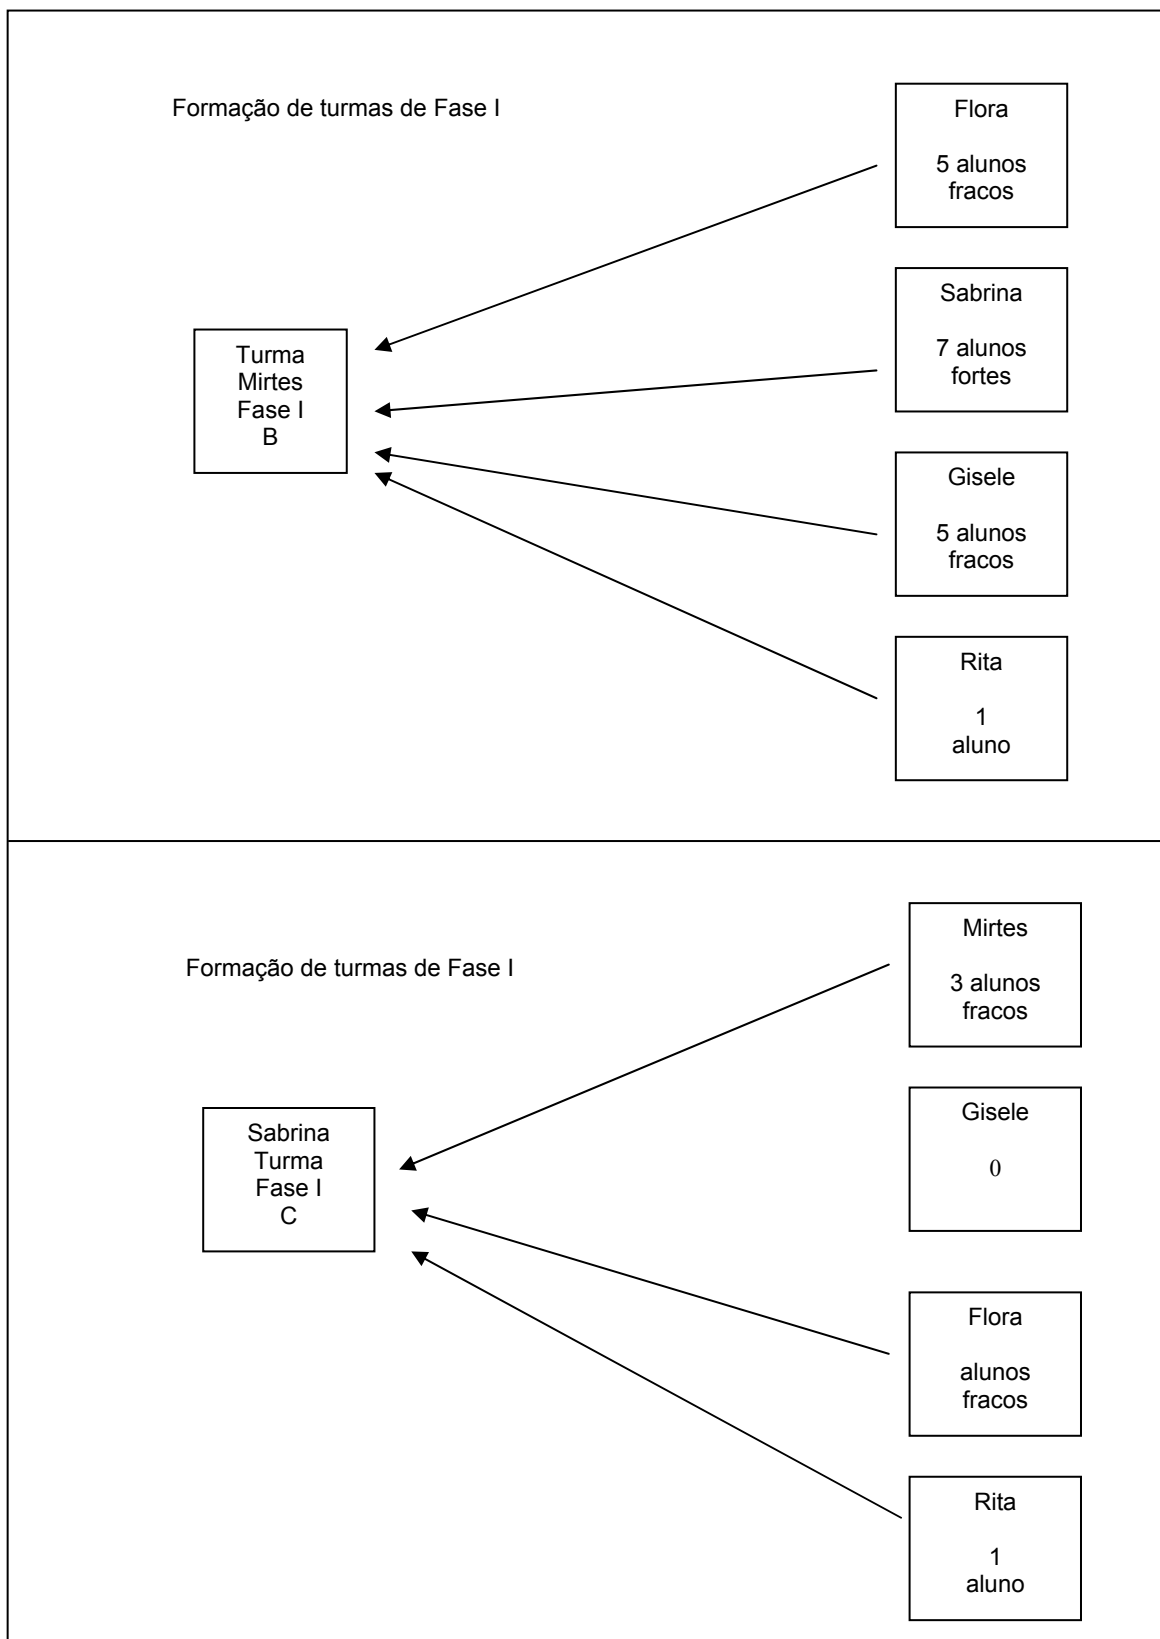 Formação de turmas de Fase I
Flora
5 alunos
fracos
Sabrina
7 alunos
fortes
Turma
Mirtes
Fase I
B
Gisele
5 alunos
fracos
Rita
1
aluno
Formação de turmas de Fase I
Mirtes
3 alunos
fracos
Gisele
0
Sabrina
Turma
Fase I
C
Flora
alunos
fracos
Rita
1
aluno